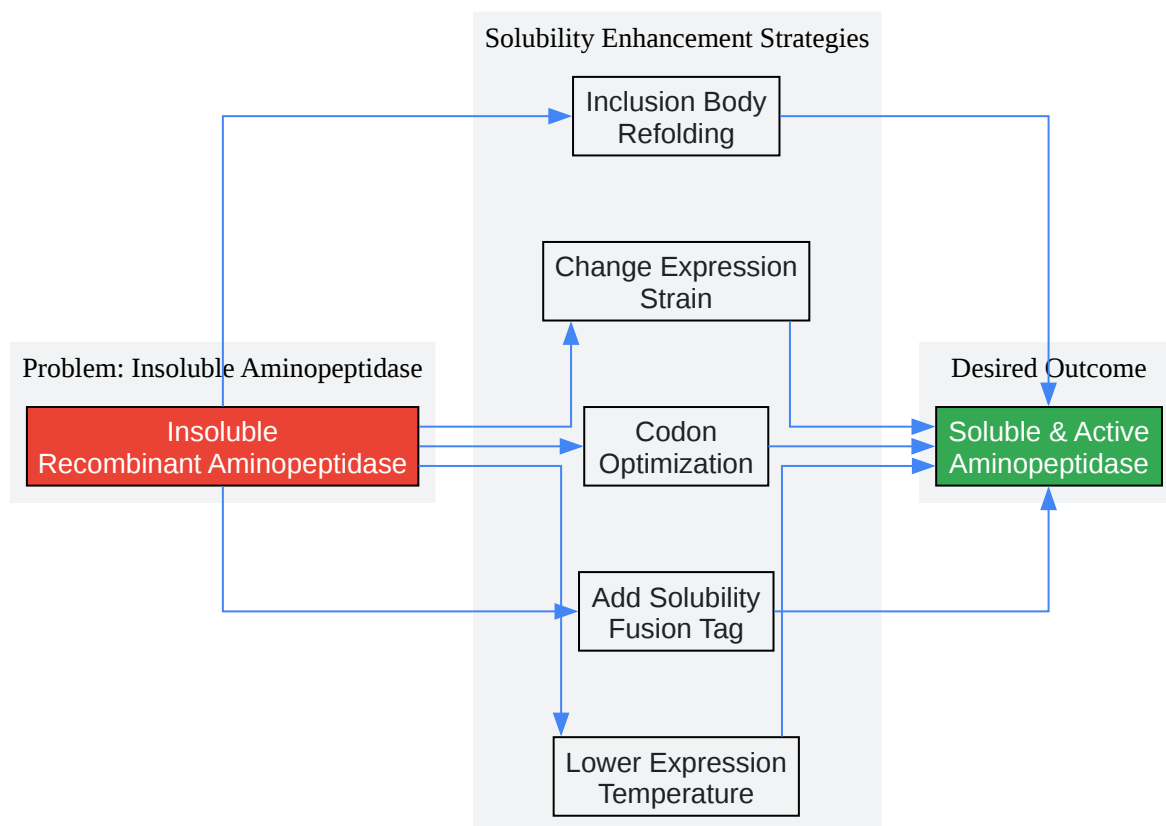 Solubility Enhancement Strategies
Inclusion Body
Refolding
Change Expression
Strain
Problem: Insoluble Aminopeptidase
Insoluble
Recombinant Aminopeptidase
Codon
Optimization
Desired Outcome
Soluble & Active
Aminopeptidase
Add Solubility
Fusion Tag
Lower Expression
Temperature